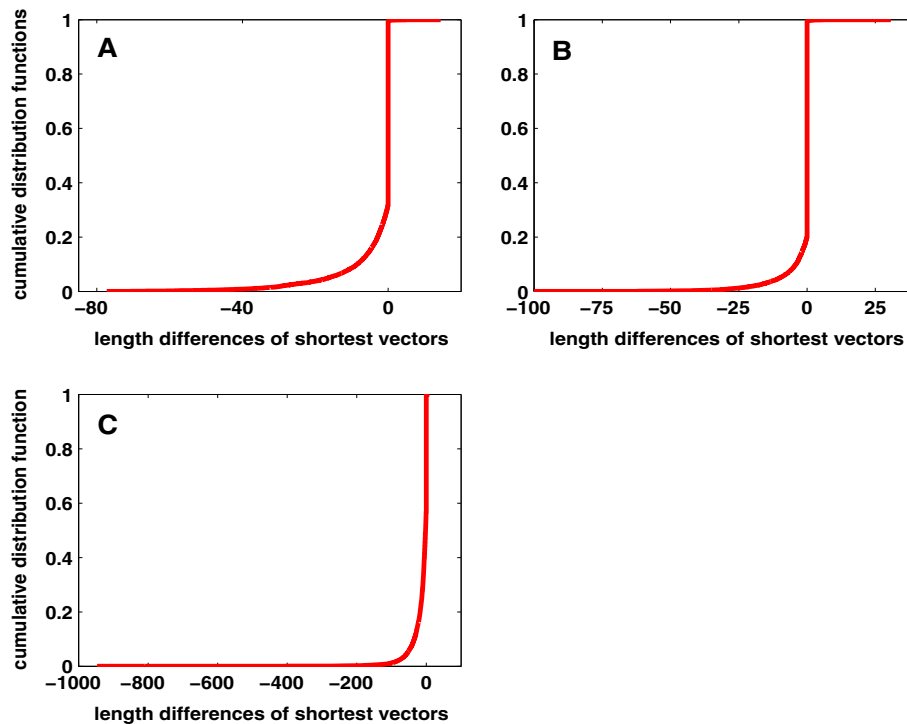 A
cumulative distribution functions
1
0.8
0.6
0.4
0.2
0
−80 −40 0
length differences of shortest vectors
B
1
0.8
0.6
0.4
0.2
0
−100 −75 −50 −25 0 25
length differences of shortest vectors
C
cumulative distribution function
1
0.8
0.6
0.4
0.2
0
−1000 −800 −600 −400 −200 0
length differences of shortest vectors